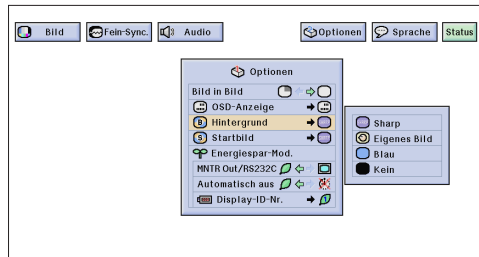 Bild Fein-Sync. Audio Optionen Sprache Status
Optionen
Bild in Bild
OSD-Anzeige
B Hintergrund
S Startbild
Energiespar-Mod.
MNTR Out/RS232C
Automatisch aus
Display-ID-Nr. 1
Sharp
Eigenes Bild
Blau
Kein